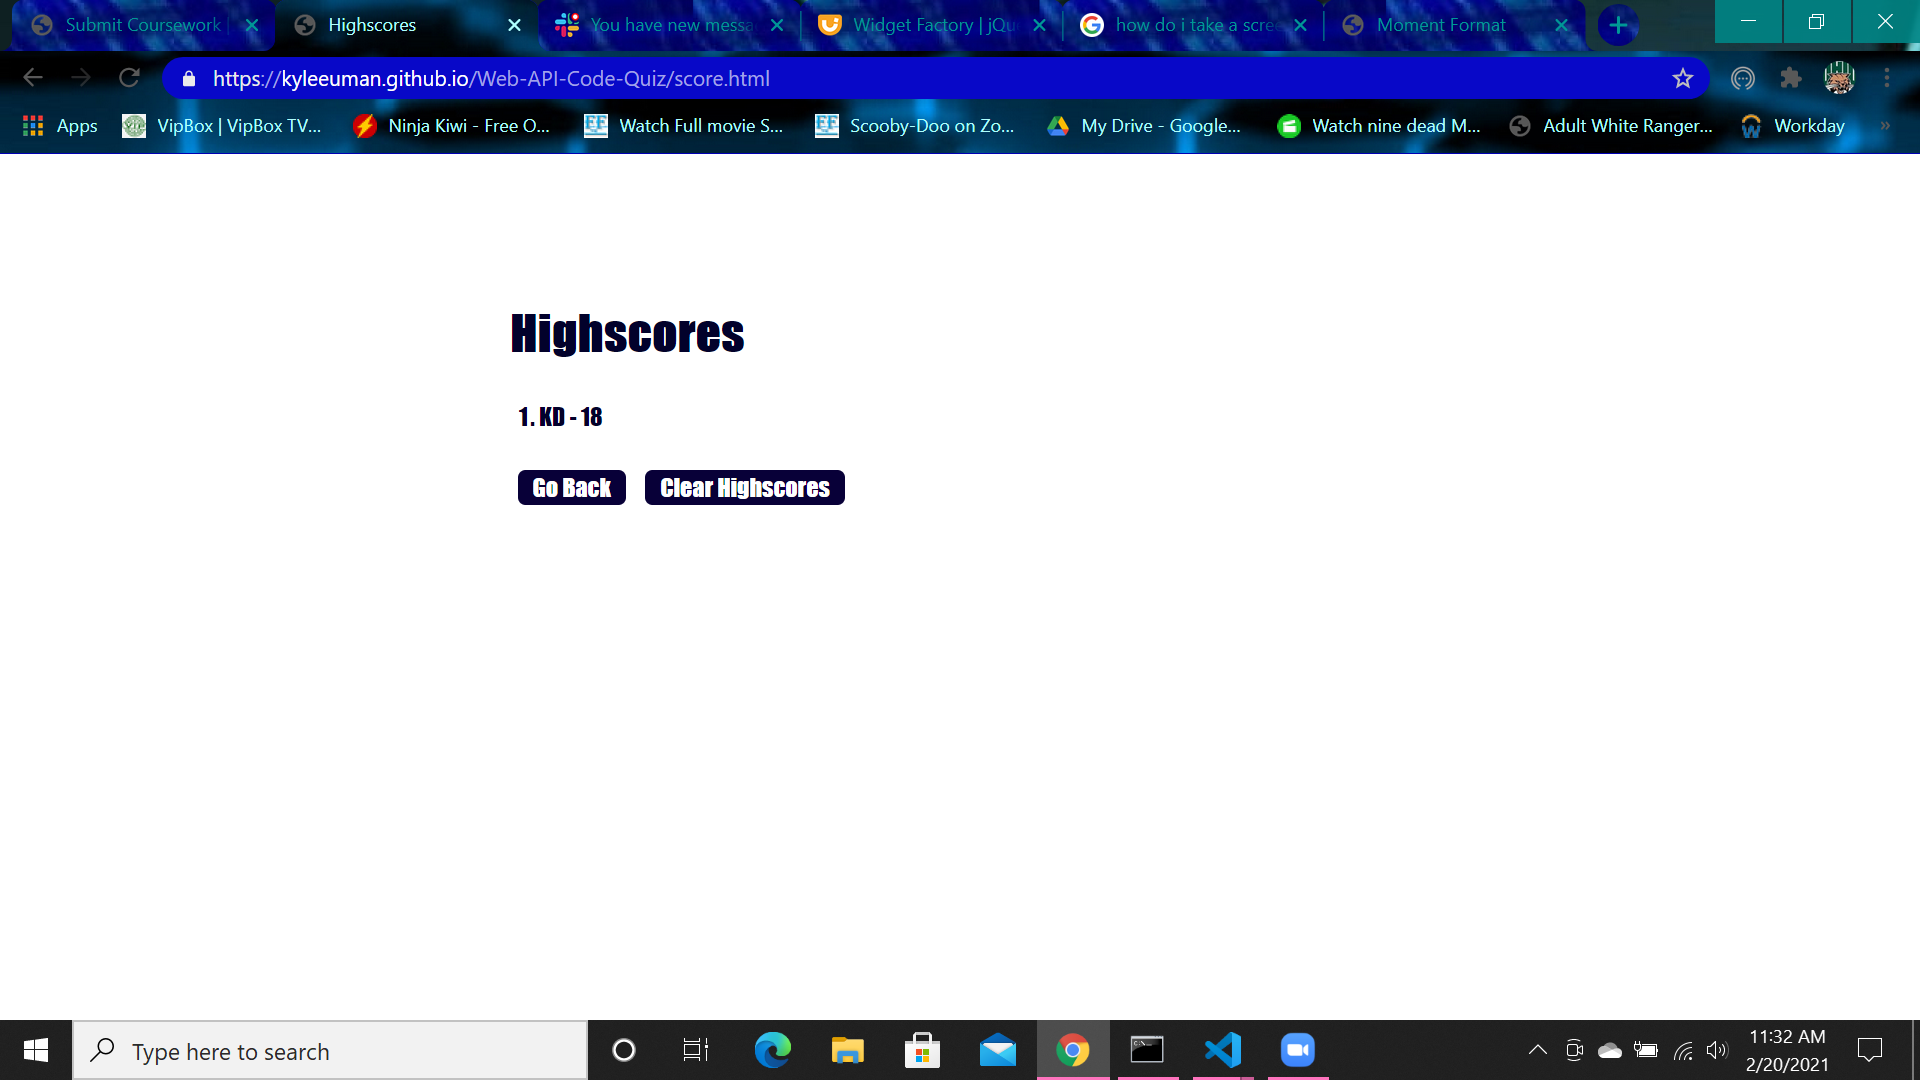 Submit Coursework
Highscores
You have new messa
Widget Factory | jQu
how do i take a scre
Moment Format
https://kyleeuman.github.io/Web-API-Code-Quiz/score.html
Apps
VipBox | VipBox TV...
Ninja Kiwi - Free O...
Watch Full movie S...
Scooby-Doo on Zo...
My Drive - Google...
Watch nine dead M...
Adult White Ranger...
Workday
»
Highscores
1. KD - 18
Go Back
Clear Highscores
Type here to search
11:32 AM
2/20/2021